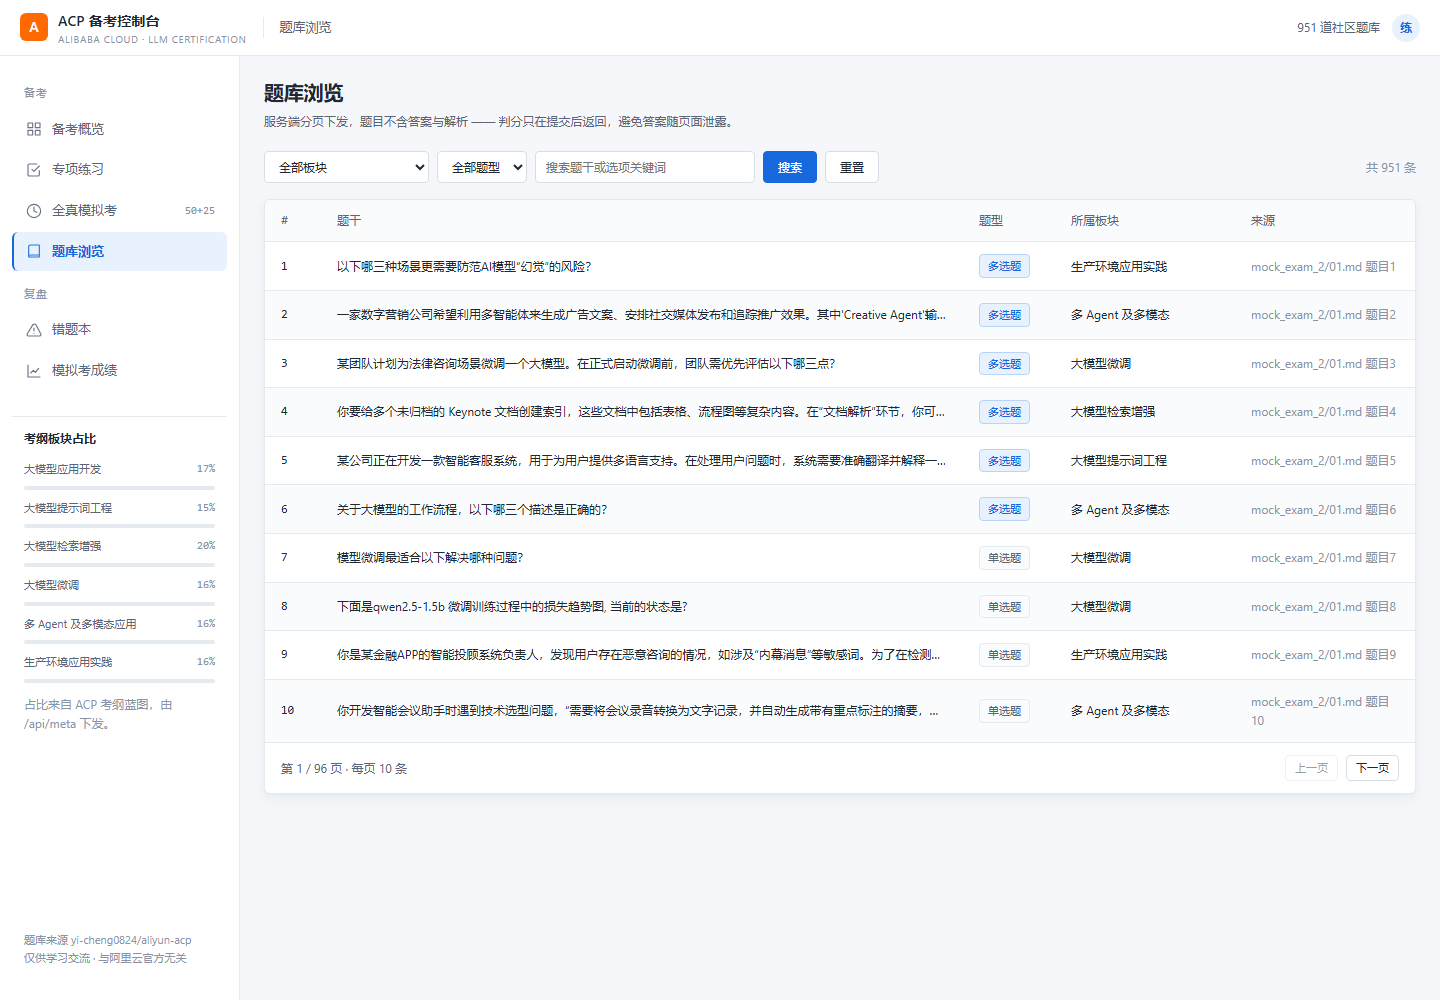 A
ACP 备考控制台
ALIBABA CLOUD · LLM CERTIFICATION
题库浏览
951 道社区题库
练
备考
备考概览
专项练习
全真模拟考 50+25
题库浏览
复盘
错题本
模拟考成绩
考纲板块占比
大模型应用开发 17%
大模型提示词工程 15%
大模型检索增强 20%
大模型微调 16%
多 Agent 及多模态应用 16%
生产环境应用实践 16%
占比来自 ACP 考纲蓝图，由
/api/meta 下发。
题库来源 yi-cheng0824/aliyun-acp
仅供学习交流 · 与阿里云官方无关
题库浏览
服务端分页下发，题目不含答案与解析 —— 判分只在提交后返回，避免答案随页面泄露。
全部板块 全部题型 搜索题干或选项关键词 搜索 重置 共 951 条
# 题干 题型 所属板块 来源
1 以下哪三种场景更需要防范AI模型“幻觉”的风险? 多选题 生产环境应用实践 mock_exam_2/01.md 题目1
2 一家数字营销公司希望利用多智能体来生成广告文案、安排社交媒体发布和追踪推广效果。其中'Creative Agent'输... 多选题 多 Agent 及多模态 mock_exam_2/01.md 题目2
3 某团队计划为法律咨询场景微调一个大模型。在正式启动微调前，团队需优先评估以下哪三点? 多选题 大模型微调 mock_exam_2/01.md 题目3
4 你要给多个未归档的 Keynote 文档创建索引，这些文档中包括表格、流程图等复杂内容。在“文档解析”环节，你可... 多选题 大模型检索增强 mock_exam_2/01.md 题目4
5 某公司正在开发一款智能客服系统，用于为用户提供多语言支持。在处理用户问题时，系统需要准确翻译并解释一... 多选题 大模型提示词工程 mock_exam_2/01.md 题目5
6 关于大模型的工作流程，以下哪三个描述是正确的? 多选题 多 Agent 及多模态 mock_exam_2/01.md 题目6
7 模型微调最适合以下解决哪种问题? 单选题 大模型微调 mock_exam_2/01.md 题目7
8 下面是qwen2.5-1.5b 微调训练过程中的损失趋势图, 当前的状态是? 单选题 大模型微调 mock_exam_2/01.md 题目8
9 你是某金融APP的智能投顾系统负责人，发现用户存在恶意咨询的情况，如涉及“内幕消息”等敏感词。为了在检测... 单选题 生产环境应用实践 mock_exam_2/01.md 题目9
10 你开发智能会议助手时遇到技术选型问题，“需要将会议录音转换为文字记录，并自动生成带有重点标注的摘要，... 单选题 多 Agent 及多模态 mock_exam_2/01.md 题目
10
第 1 / 96 页 · 每页 10 条 上一页 下一页